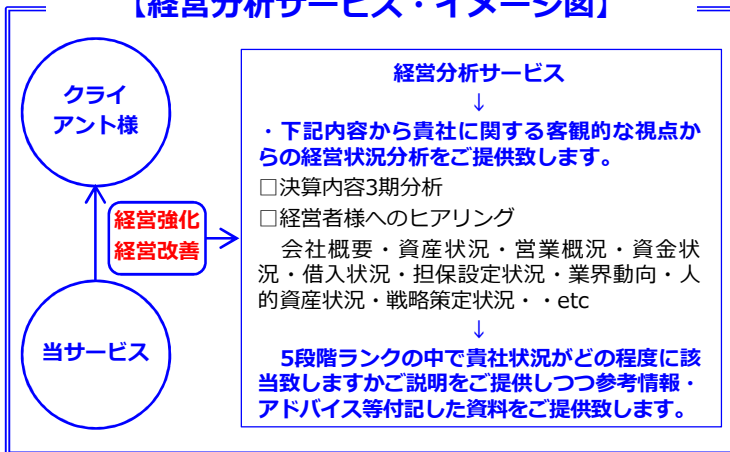 【経営分析サービス・イメージ図】
クライ
アント様
経営強化
経営改善
当サービス
経営分析サービス
↓
・下記内容から貴社に関する客観的な視点か
らの経営状況分析をご提供致します。
□決算内容3期分析
□経営者様へのヒアリング
　会社概要・資産状況・営業概況・資金状
況・借入状況・担保設定状況・業界動向・人
的資産状況・戦略策定状況・・etc
↓
　5段階ランクの中で貴社状況がどの程度に該
当致しますかご説明をご提供しつつ参考情報・
アドバイス等付記した資料をご提供致します。